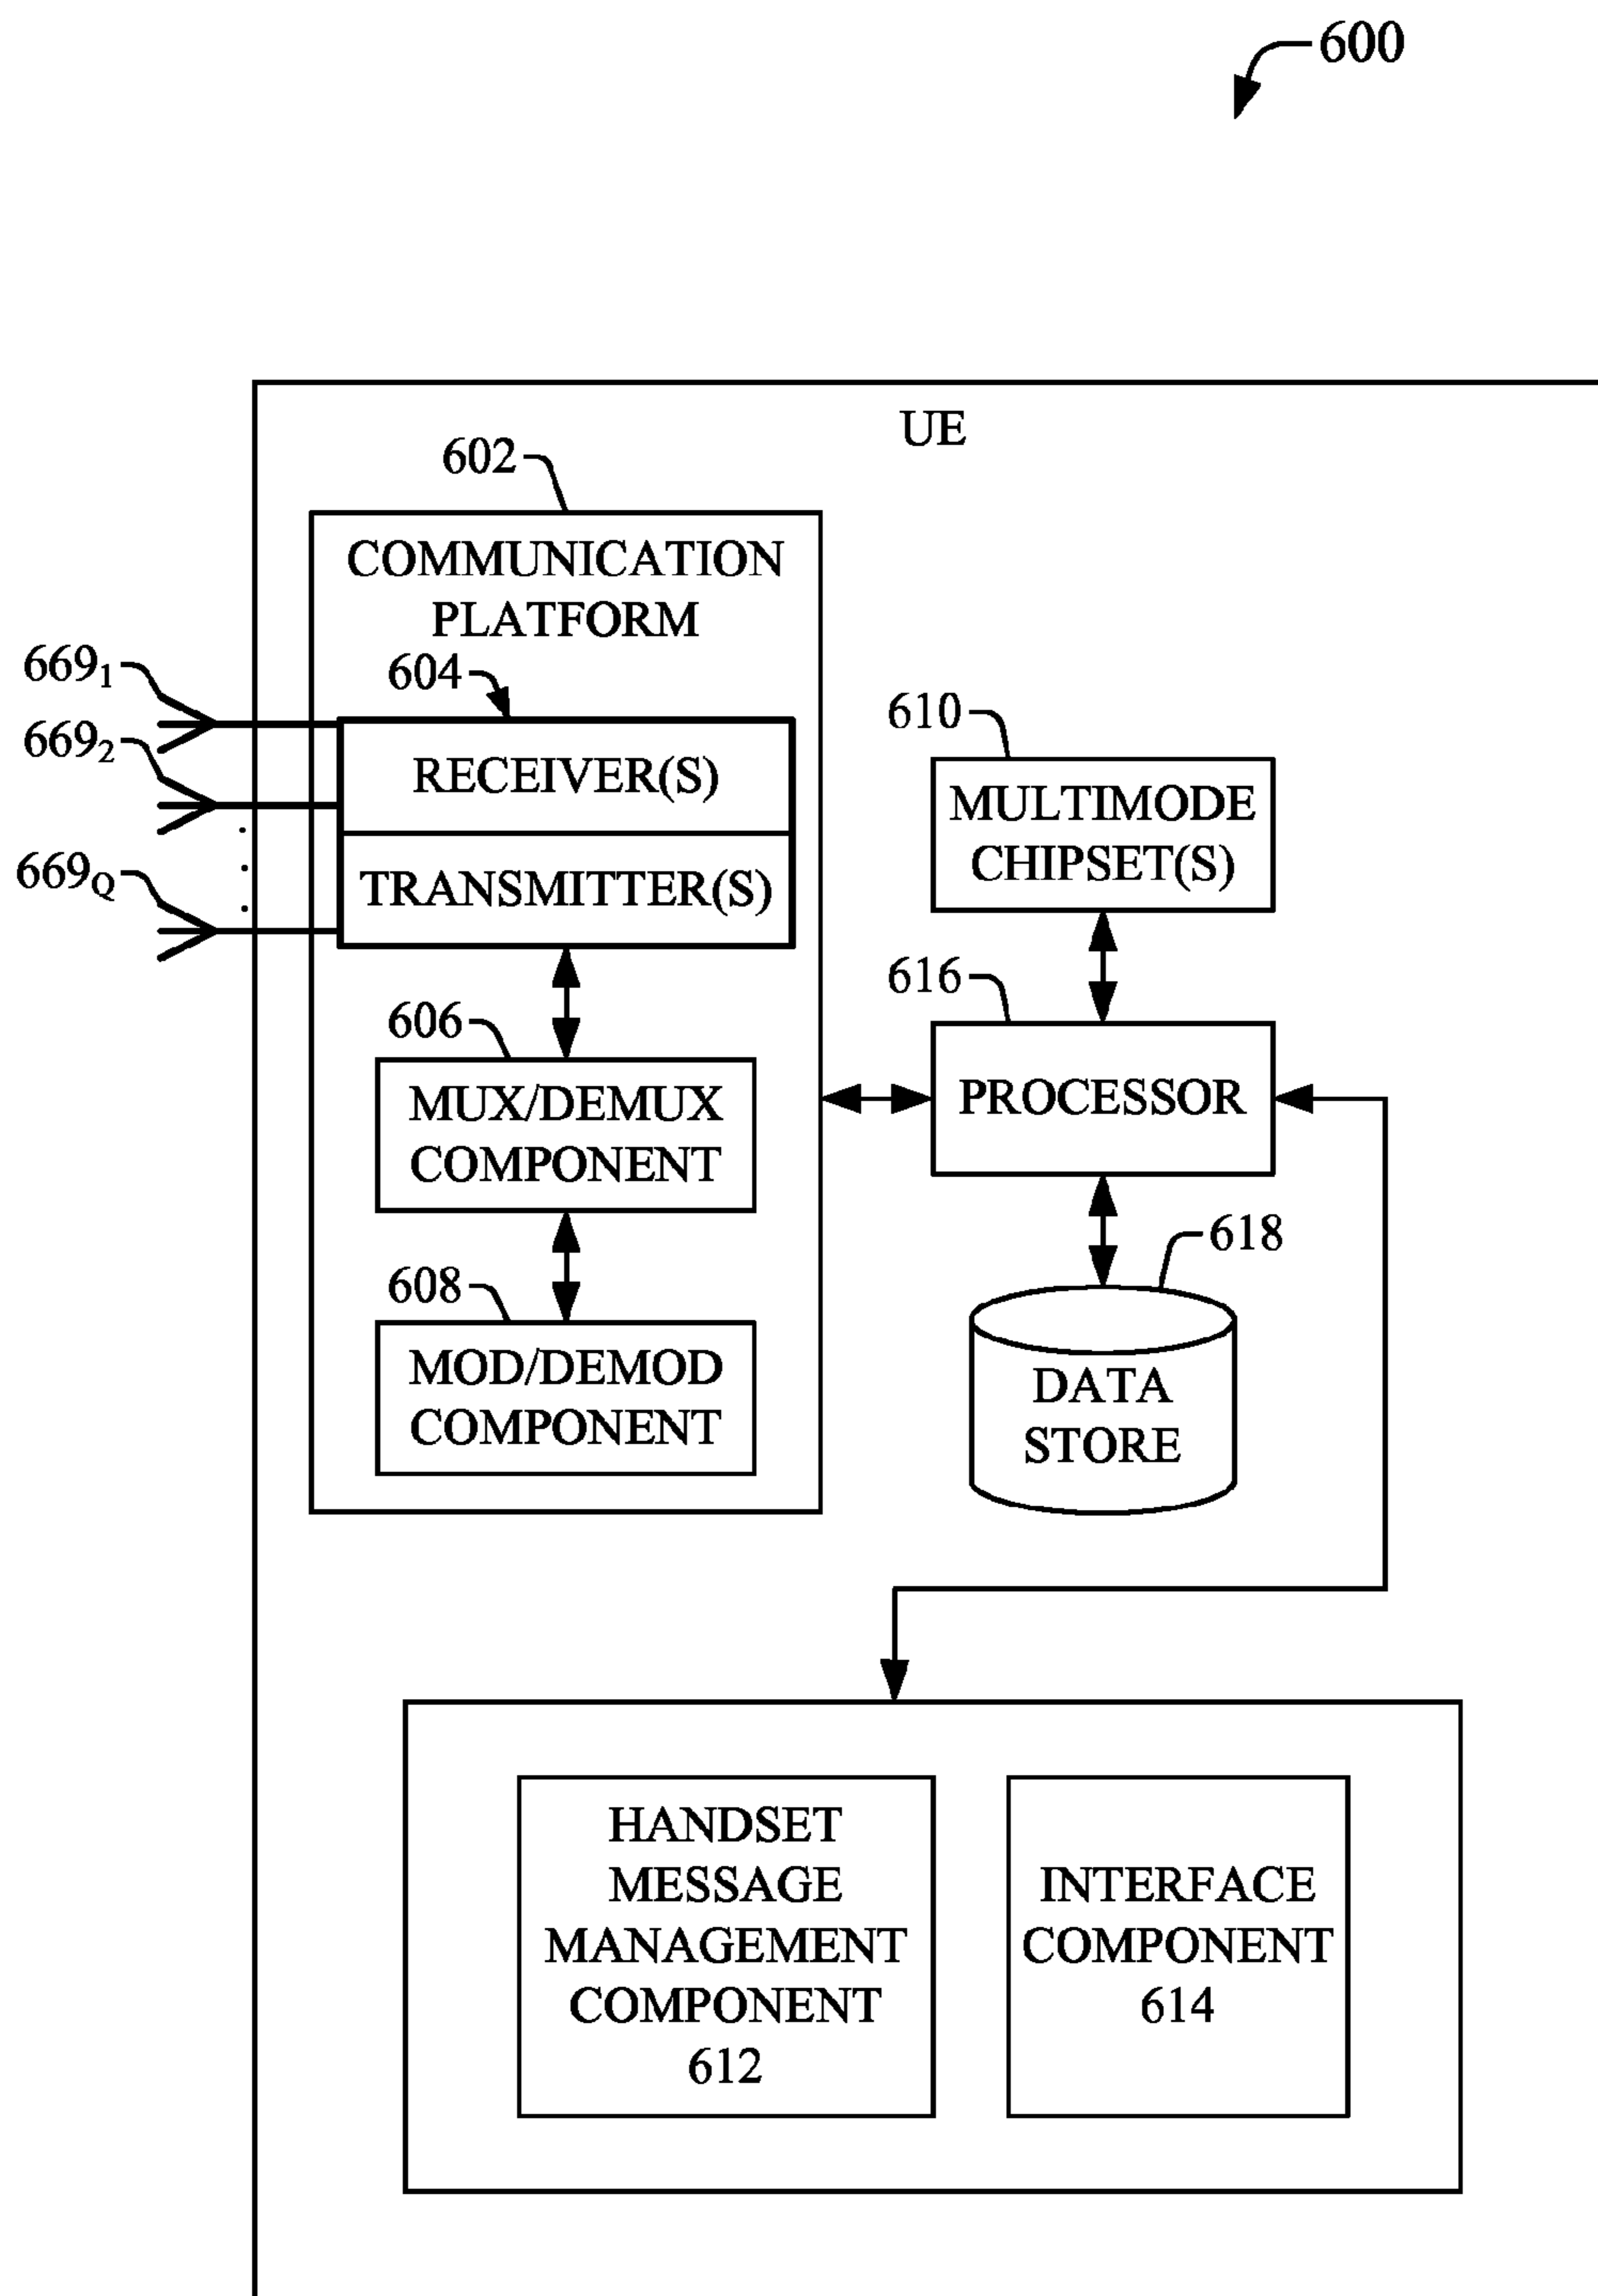 600
UE
602
COMMUNICATION
PLATFORM
604
669₁
669₂
669Q
RECEIVER(S)
TRANSMITTER(S)
610
MULTIMODE
CHIPSET(S)
616
PROCESSOR
606
MUX/DEMUX
COMPONENT
608
MOD/DEMOD
COMPONENT
618
DATA
STORE
HANDSET
MESSAGE
MANAGEMENT
COMPONENT
612
INTERFACE
COMPONENT
614